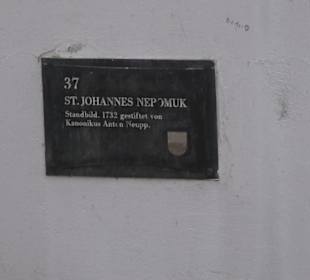 37
ST. JOHANNES NEPOMUK
Standbild. 1732 gestiftet von
Kanonikus Anton Neupp.